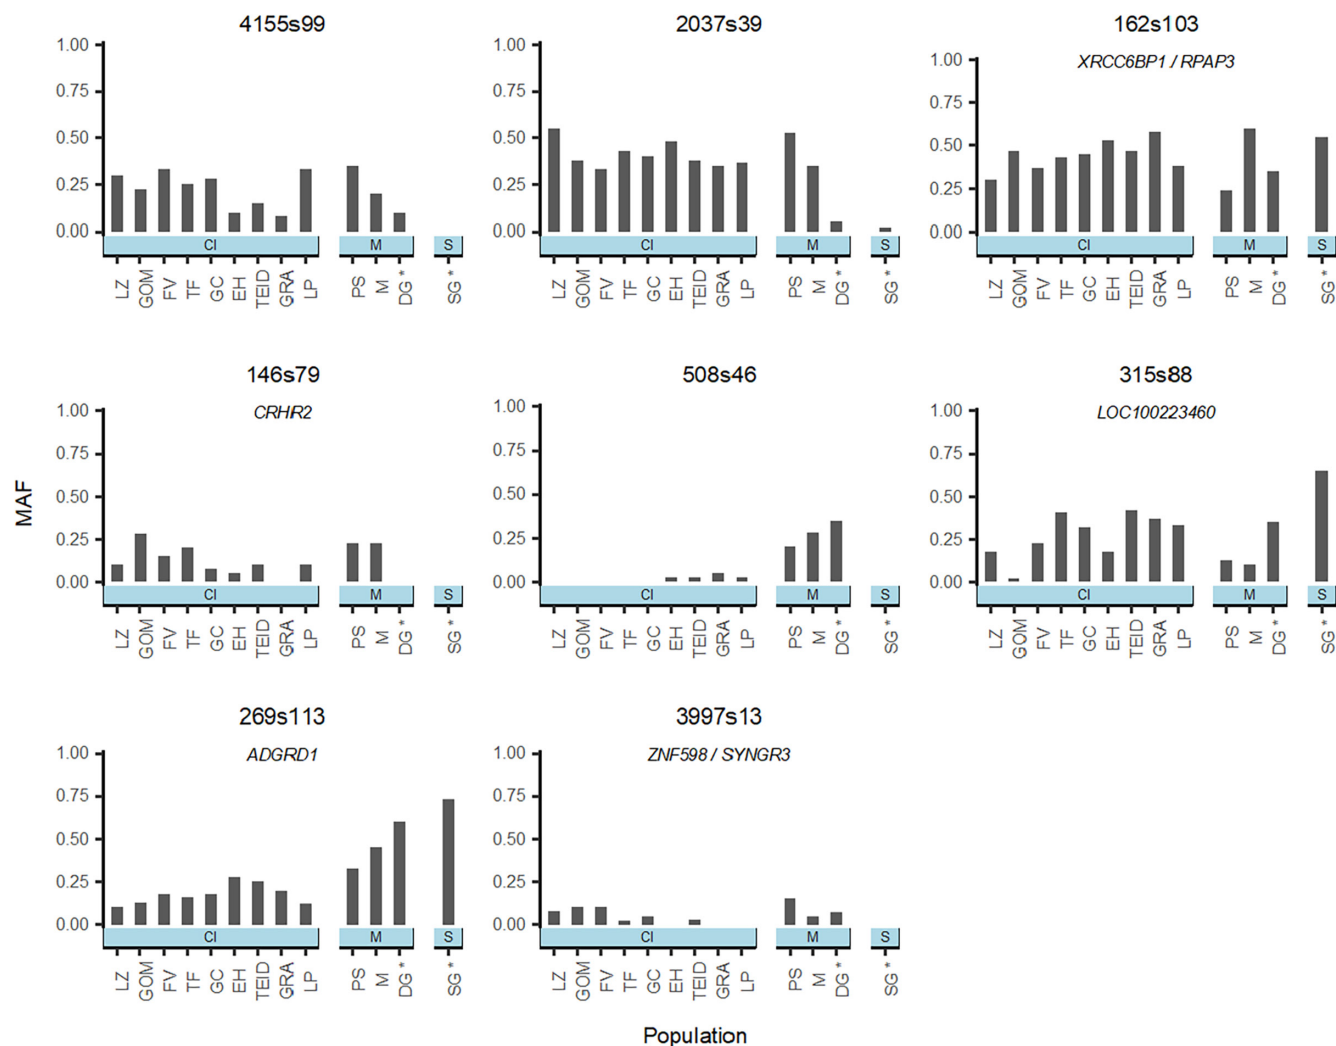 4155s99
1.00
0.75
0.50
0.25
0.00
CI M S
LZ GOM FV TF GC EH TEID GRA LP PS M DG * SG *
2037s39
1.00
0.75
0.50
0.25
0.00
CI M S
LZ GOM FV TF GC EH TEID GRA LP PS M DG * SG *
162s103
XRCC6BP1 / RPAP3
1.00
0.75
0.50
0.25
0.00
CI M S
LZ GOM FV TF GC EH TEID GRA LP PS M DG * SG *
MAF
146s79
CRHR2
1.00
0.75
0.50
0.25
0.00
CI M S
LZ GOM FV TF GC EH TEID GRA LP PS M DG * SG *
508s46
1.00
0.75
0.50
0.25
0.00
CI M S
LZ GOM FV TF GC EH TEID GRA LP PS M DG * SG *
315s88
LOC100223460
1.00
0.75
0.50
0.25
0.00
CI M S
LZ GOM FV TF GC EH TEID GRA LP PS M DG * SG *
269s113
ADGRD1
1.00
0.75
0.50
0.25
0.00
CI M S
LZ GOM FV TF GC EH TEID GRA LP PS M DG * SG *
3997s13
ZNF598 / SYNGR3
1.00
0.75
0.50
0.25
0.00
CI M S
LZ GOM FV TF GC EH TEID GRA LP PS M DG * SG *
Population